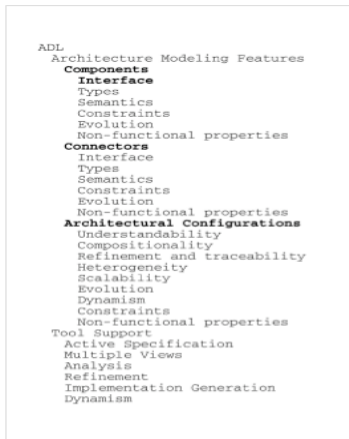 ADL
Architecture Modeling Features
Components
Interface
Types
Semantics
Constraints
Evolution
Non-functional properties
Connectors
Interface
Types
Semantics
Constraints
Evolution
Non-functional properties
Architectural Configurations
Understandability
Compositionality
Refinement and traceability
Heterogeneity
Scalability
Evolution
Dynamism
Constraints
Non-functional properties
Tool Support
Active Specification
Multiple Views
Analysis
Refinement
Implementation Generation
Dynamism